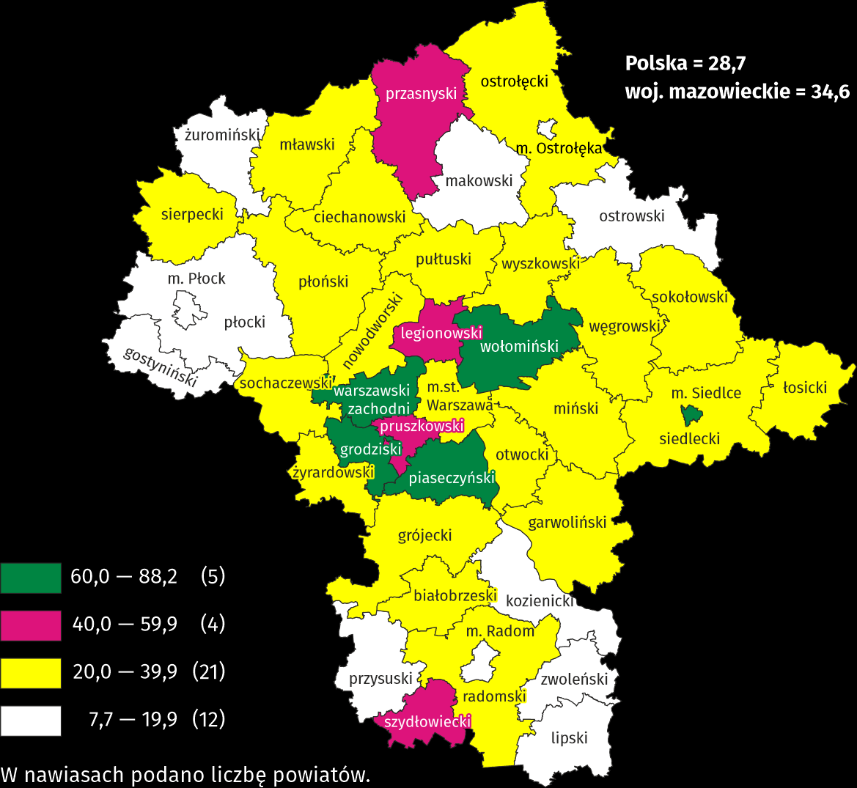 Polska = 28,7
woj. mazowieckie = 34,6
ostrołęcki
przasnyski
żuromiński
mławski
m. Ostrołęka
makowski
sierpecki
ciechanowski
ostrowski
pułtuski
wyszkowski
m. Płock
płoński
sokołowski
płocki
nowodworski
legionowski
węgrowski
wołomiński
gostyniński
sochaczewski
warszawski
zachodni
m.st.
Warszawa
m. Siedlce
łosicki
miński
pruszkowski
siedlecki
grodziski
otwocki
żyrardowski
piaseczyński
garwoliński
grójecki
białobrzeski
kozienicki
m. Radom
przysuski
zwoleński
radomski
szydłowiecki
lipski
60,0 — 88,2 (5)
40,0 — 59,9 (4)
20,0 — 39,9 (21)
7,7 — 19,9 (12)
W nawiasach podano liczbę powiatów.